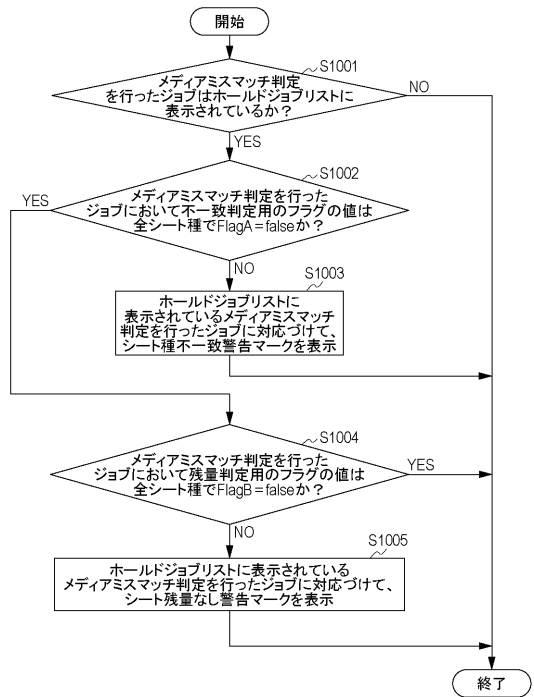 開始
S1001
メディアミスマッチ判定
を行ったジョブはホールドジョブリストに
表示されているか?
NO
YES
S1002
メディアミスマッチ判定を行った
ジョブにおいて不一致判定用のフラグの値は
全シート種でFlagA=falseか?
YES
NO
S1003
ホールドジョブリストに
表示されているメディアミスマッチ
判定を行ったジョブに対応づけて、
シート種不一致警告マークを表示
S1004
メディアミスマッチ判定を行った
ジョブにおいて残量判定用のフラグの値は
全シート種でFlagB=falseか?
YES
NO
S1005
ホールドジョブリストに表示されている
メディアミスマッチ判定を行ったジョブに対応づけて、
シート残量なし警告マークを表示
終了